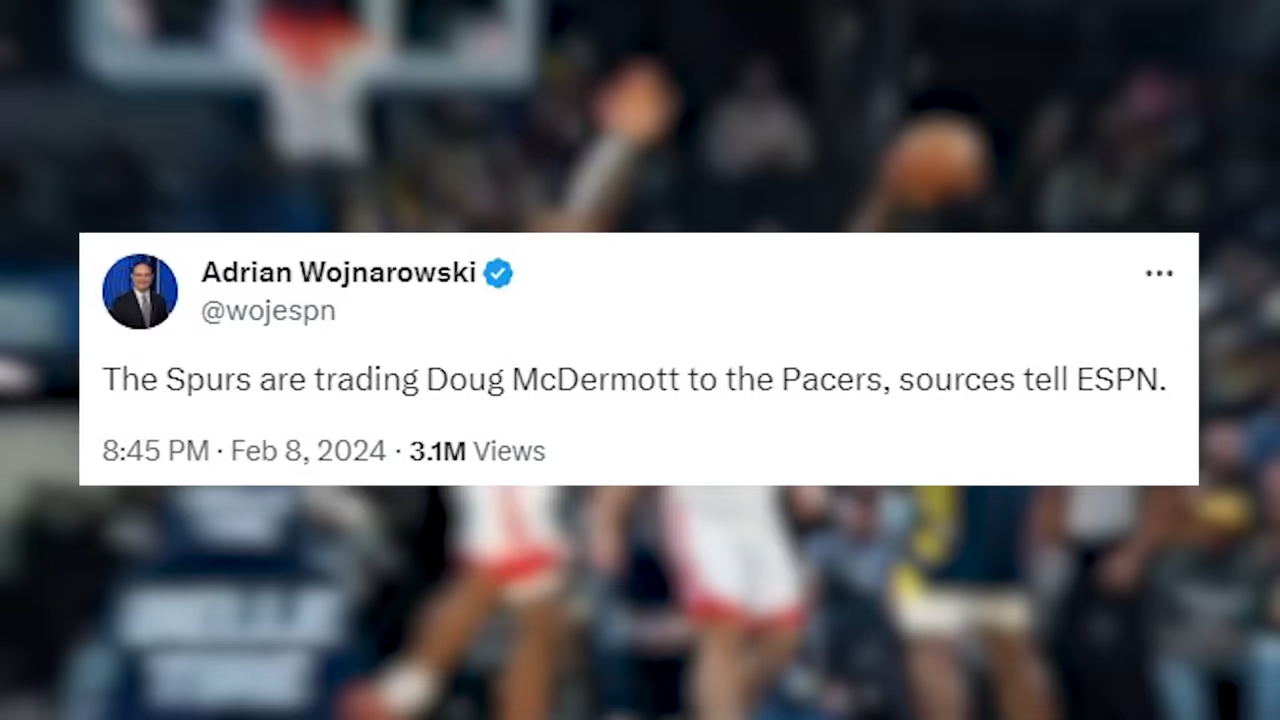 Adrian Wojnarowski
@wojespn
The Spurs are trading Doug McDermott to the Pacers, sources tell ESPN.
8:45 PM · Feb 8, 2024 · 3.1M Views